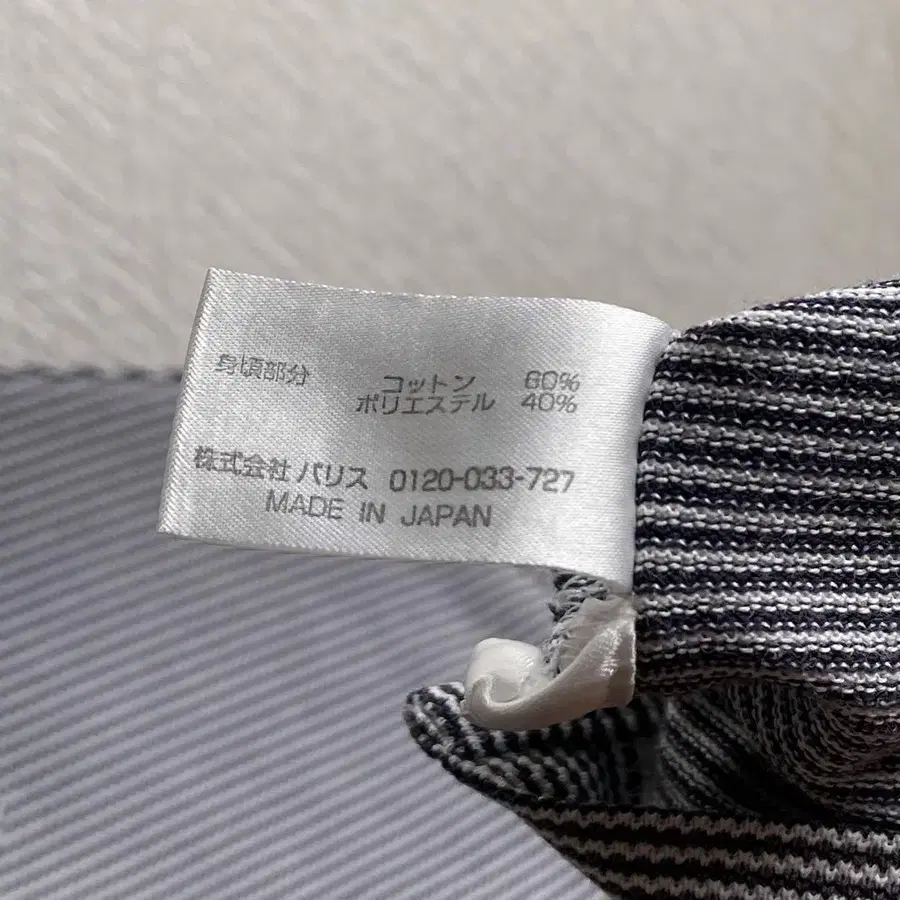 身頃部分 コットン 60%
ポリエステル 40%
株式会社 パリス 0120-033-727
MADE IN JAPAN